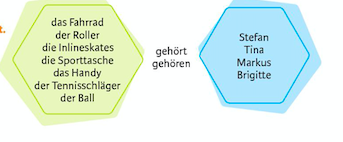 t.
das Fahrrad
der Roller
die Inlineskates
die Sporttasche
das Handy
der Tennisschläger
der Ball
gehört
gehören
Stefan
Tina
Markus
Brigitte